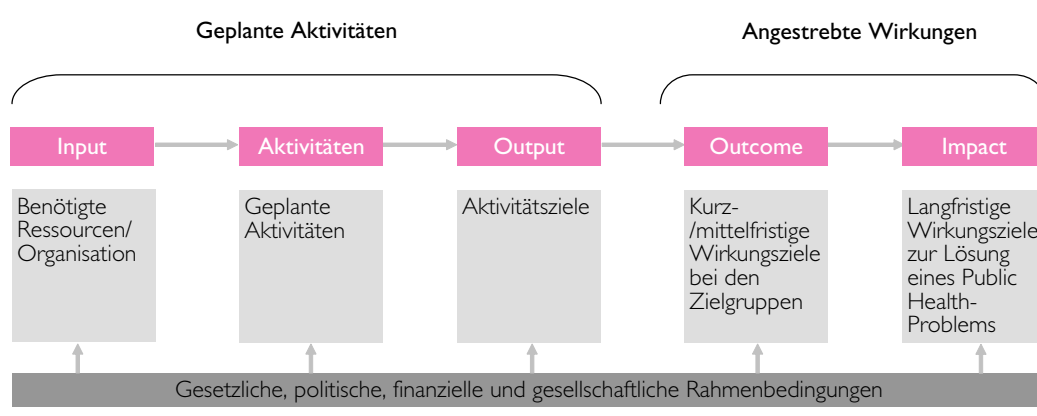 Geplante Aktivitäten
Angestrebte Wirkungen
Input
Aktivitäten
Output
Outcome
Impact
Benötigte
Ressourcen/
Organisation
Geplante
Aktivitäten
Aktivitätsziele
Kurz-
/mittelfristige
Wirkungsziele
bei den
Zielgruppen
Langfristige
Wirkungsziele
zur Lösung
eines Public
Health-
Problems
Gesetzliche, politische, finanzielle und gesellschaftliche Rahmenbedingungen